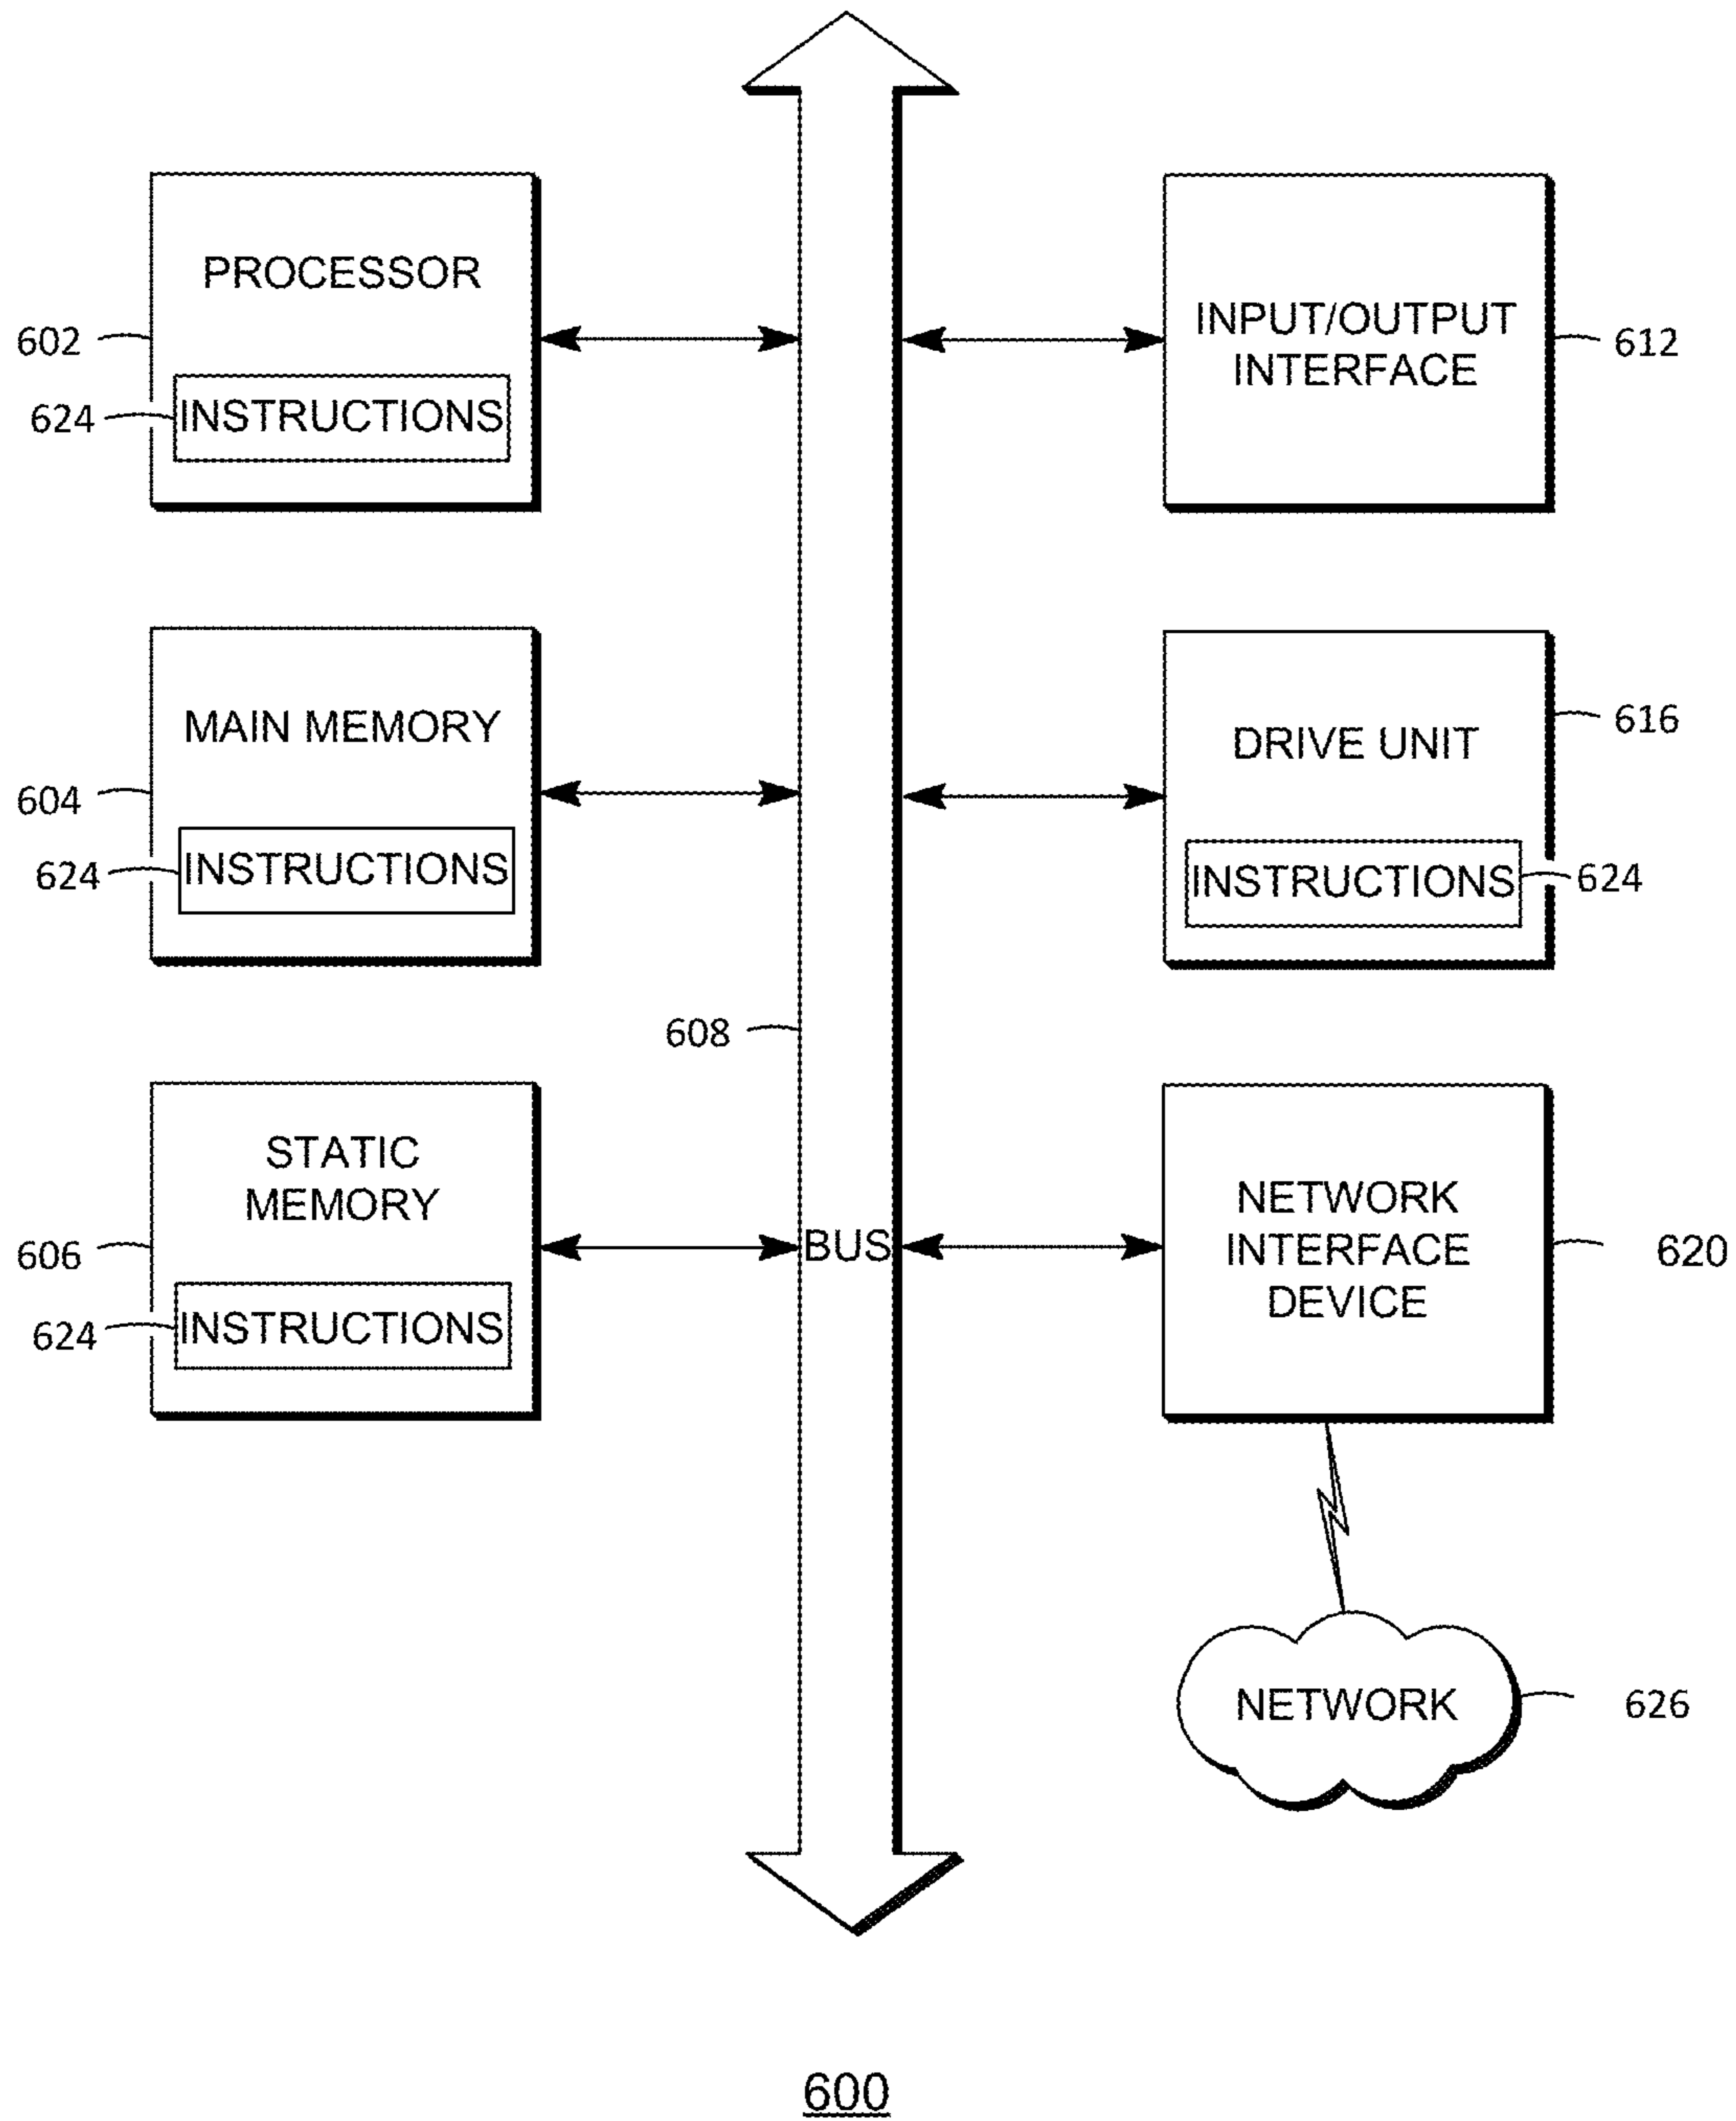 PROCESSOR
602
624
INSTRUCTIONS
INPUT/OUTPUT
INTERFACE
612
MAIN MEMORY
604
624
INSTRUCTIONS
DRIVE UNIT
616
INSTRUCTIONS
624
608
STATIC
MEMORY
606
624
INSTRUCTIONS
BUS
NETWORK
INTERFACE
DEVICE
620
NETWORK
626
600